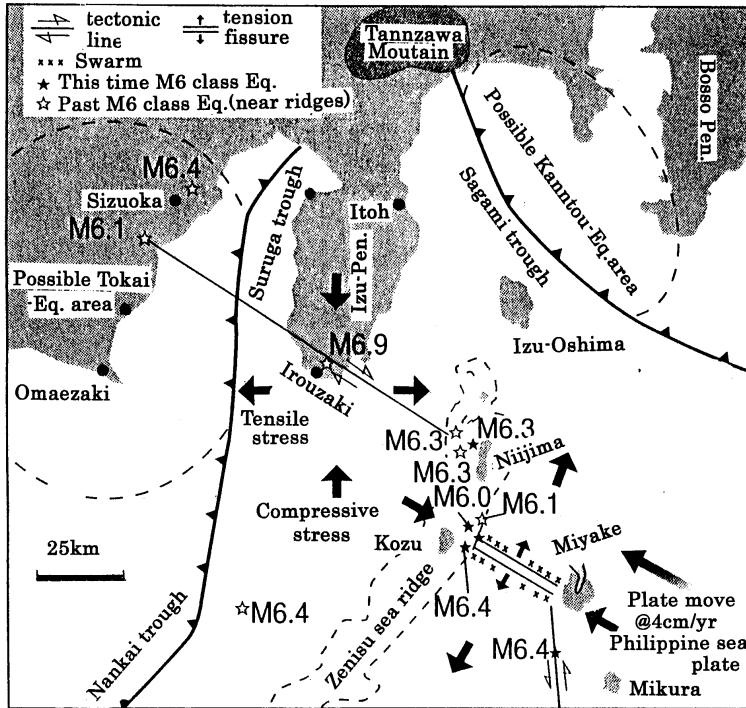 tectonic line
tension fissure
××× Swarm
★ This time M6 class Eq.
☆ Past M6 class Eq.(near ridges)
Tannzawa
Moutain
Bosso Pen.
Possible Kanntou-Eq.area
Sagami trough
M6.4
Sizuoka
M6.1
Suruga trough
Itoh
Izu-Pen.
Possible Tokai
-Eq. area
M6.9
Izu-Oshima
Omaezaki
Irouzaki
Tensile
stress
M6.3
M6.3
Niijima
M6.0
M6.1
Compressive
stress
25km
Kozu
Miyake
M6.4
M6.4
Plate move
@4cm/yr
Philippine sea
plate
M6.4
Mikura
Nankai trough
Zenisu sea ridge